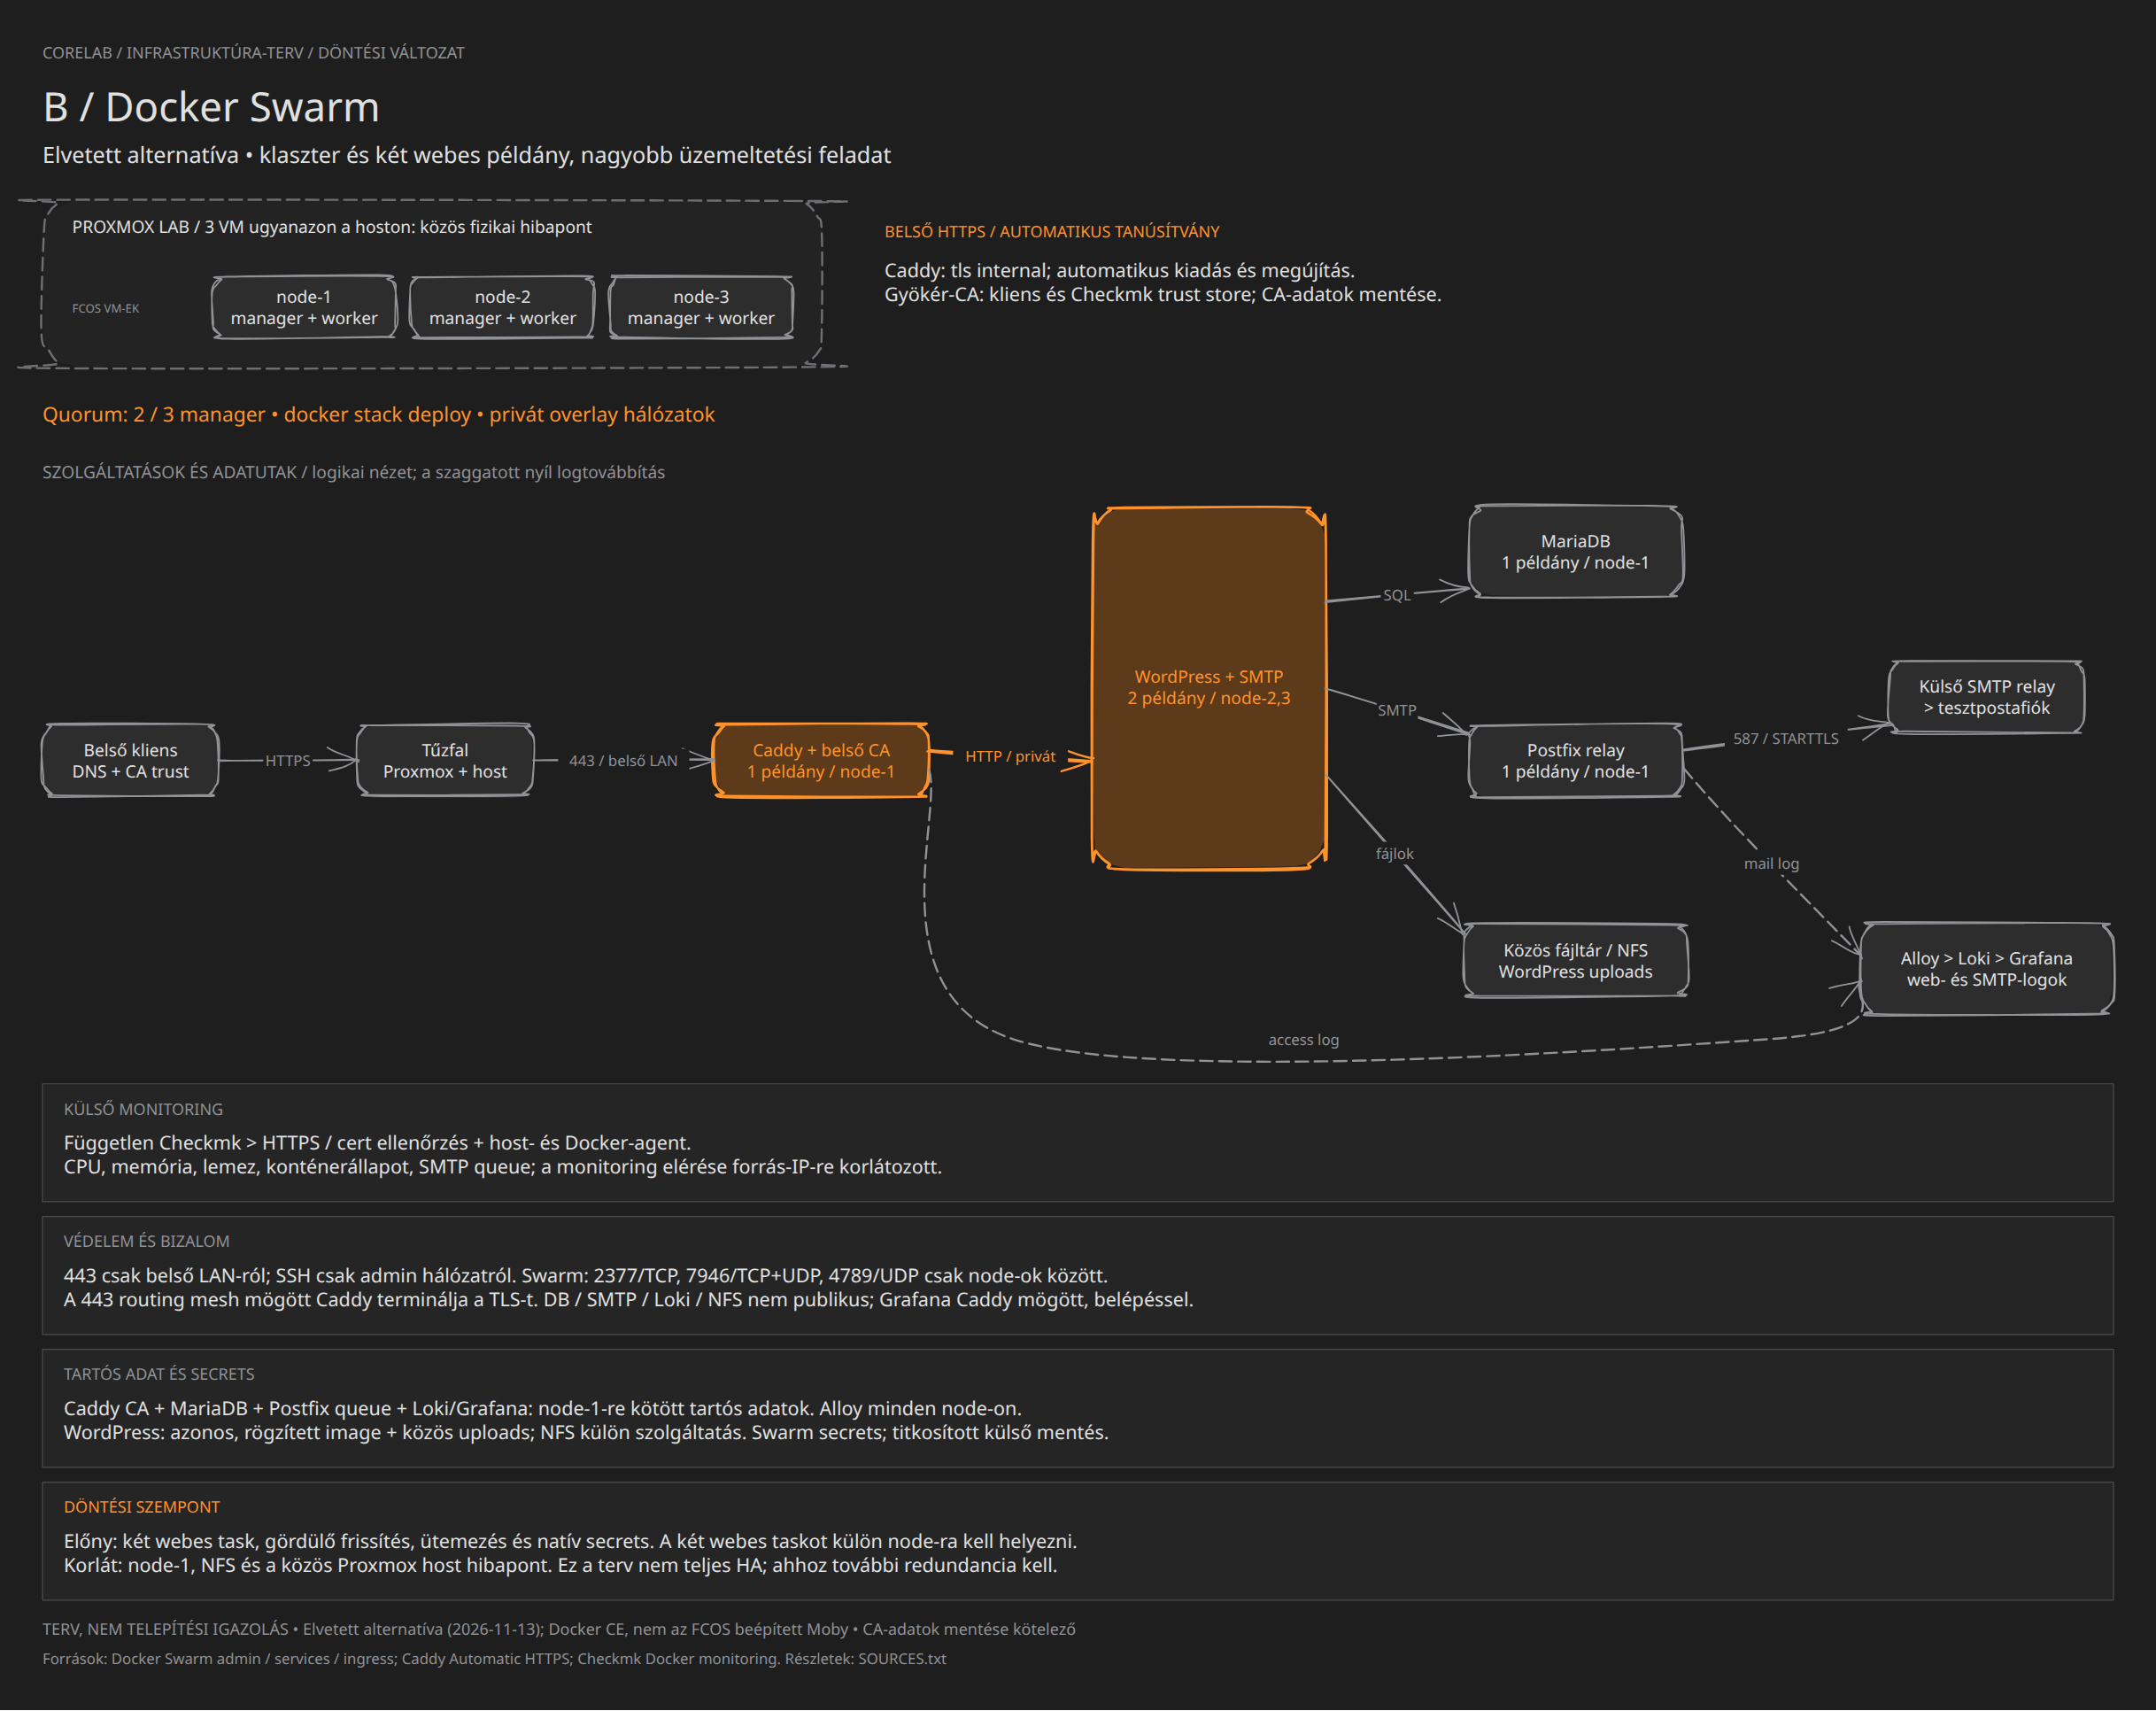 CORELAB / INFRASTRUKTÚRA-TERV / DÖNTÉSI VÁLTOZAT
B / Docker Swarm
Elvetett alternatíva • klaszter és két webes példány, nagyobb üzemeltetési feladat
PROXMOX LAB / 3 VM ugyanazon a hoston: közös fizikai hibapont
FCOS VM-EK
node-1
manager + worker
node-2
manager + worker
node-3
manager + worker
BELSŐ HTTPS / AUTOMATIKUS TANÚSÍTVÁNY
Caddy: tls internal; automatikus kiadás és megújítás.
Gyökér-CA: kliens és Checkmk trust store; CA-adatok mentése.
Quorum: 2 / 3 manager • docker stack deploy • privát overlay hálózatok
SZOLGÁLTATÁSOK ÉS ADATUTAK / logikai nézet; a szaggatott nyíl logtovábbítás
Belső kliens
DNS + CA trust
HTTPS
Tűzfal
Proxmox + host
443 / belső LAN
Caddy + belső CA
1 példány / node-1
HTTP / privát
WordPress + SMTP
2 példány / node-2,3
SQL
MariaDB
1 példány / node-1
SMTP
Postfix relay
1 példány / node-1
587 / STARTTLS
Külső SMTP relay
> tesztpostafiók
fájlok
Közös fájltár / NFS
WordPress uploads
mail log
Alloy > Loki > Grafana
web- és SMTP-logok
access log
KÜLSŐ MONITORING
Független Checkmk > HTTPS / cert ellenőrzés + host- és Docker-agent.
CPU, memória, lemez, konténerállapot, SMTP queue; a monitoring elérése forrás-IP-re korlátozott.
VÉDELEM ÉS BIZALOM
443 csak belső LAN-ról; SSH csak admin hálózatról. Swarm: 2377/TCP, 7946/TCP+UDP, 4789/UDP csak node-ok között.
A 443 routing mesh mögött Caddy terminálja a TLS-t. DB / SMTP / Loki / NFS nem publikus; Grafana Caddy mögött, belépéssel.
TARTÓS ADAT ÉS SECRETS
Caddy CA + MariaDB + Postfix queue + Loki/Grafana: node-1-re kötött tartós adatok. Alloy minden node-on.
WordPress: azonos, rögzített image + közös uploads; NFS külön szolgáltatás. Swarm secrets; titkosított külső mentés.
DÖNTÉSI SZEMPONT
Előny: két webes task, gördülő frissítés, ütemezés és natív secrets. A két webes taskot külön node-ra kell helyezni.
Korlát: node-1, NFS és a közös Proxmox host hibapont. Ez a terv nem teljes HA; ahhoz további redundancia kell.
TERV, NEM TELEPÍTÉSI IGAZOLÁS • Elvetett alternatíva (2026-11-13); Docker CE, nem az FCOS beépített Moby • CA-adatok mentése kötelező
Források: Docker Swarm admin / services / ingress; Caddy Automatic HTTPS; Checkmk Docker monitoring. Részletek: SOURCES.txt